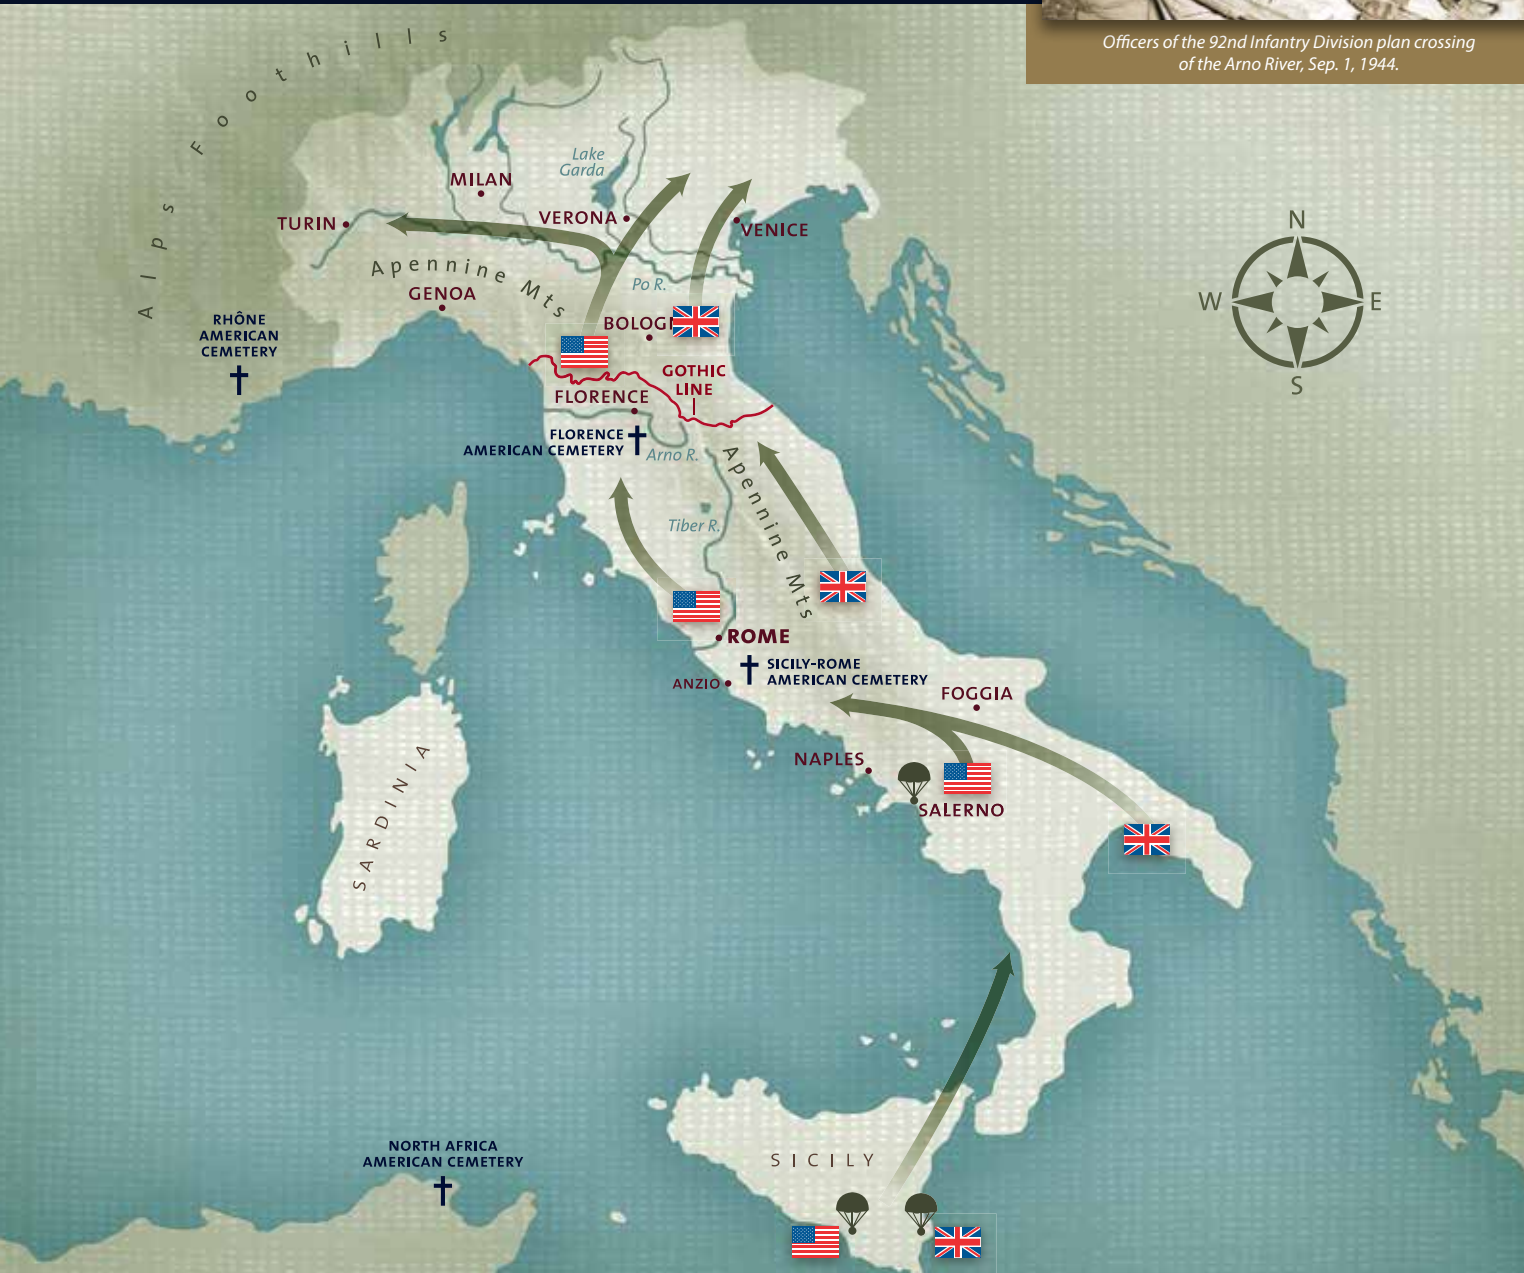 Officers of the 92nd Infantry Division plan crossing
of the Arno River, Sep. 1, 1944.
Alps Foothills
Lake
Garda
MILAN
TURIN
VERONA
VENICE
Apennine Mts
Po R.
GENOA
RHÔNE
AMERICAN
CEMETERY
BOLOG
GOTHIC
LINE
FLORENCE
FLORENCE
AMERICAN CEMETERY
Arno R.
Apennine Mts
Tiber R.
ROME
SICILY-ROME
AMERICAN CEMETERY
ANZIO
FOGGIA
NAPLES
SALERNO
SARDINIA
NORTH AFRICA
AMERICAN CEMETERY
SICILY
N
W
E
S